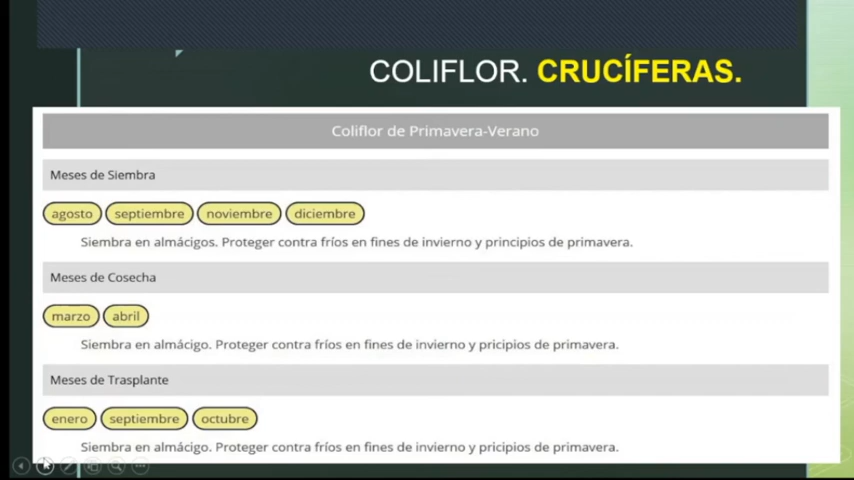 COLIFLOR. CRUCÍFERAS.
Coliflor de Primavera-Verano
Meses de Siembra
agosto septiembre noviembre diciembre
Siembra en almácigos. Proteger contra fríos en fines de invierno y principios de primavera.
Meses de Cosecha
marzo abril
Siembra en almácigo. Proteger contra fríos en fines de invierno y pricipios de primavera.
Meses de Trasplante
enero septiembre octubre
Siembra en almácigo. Proteger contra fríos en fines de invierno y pricipios de primavera.